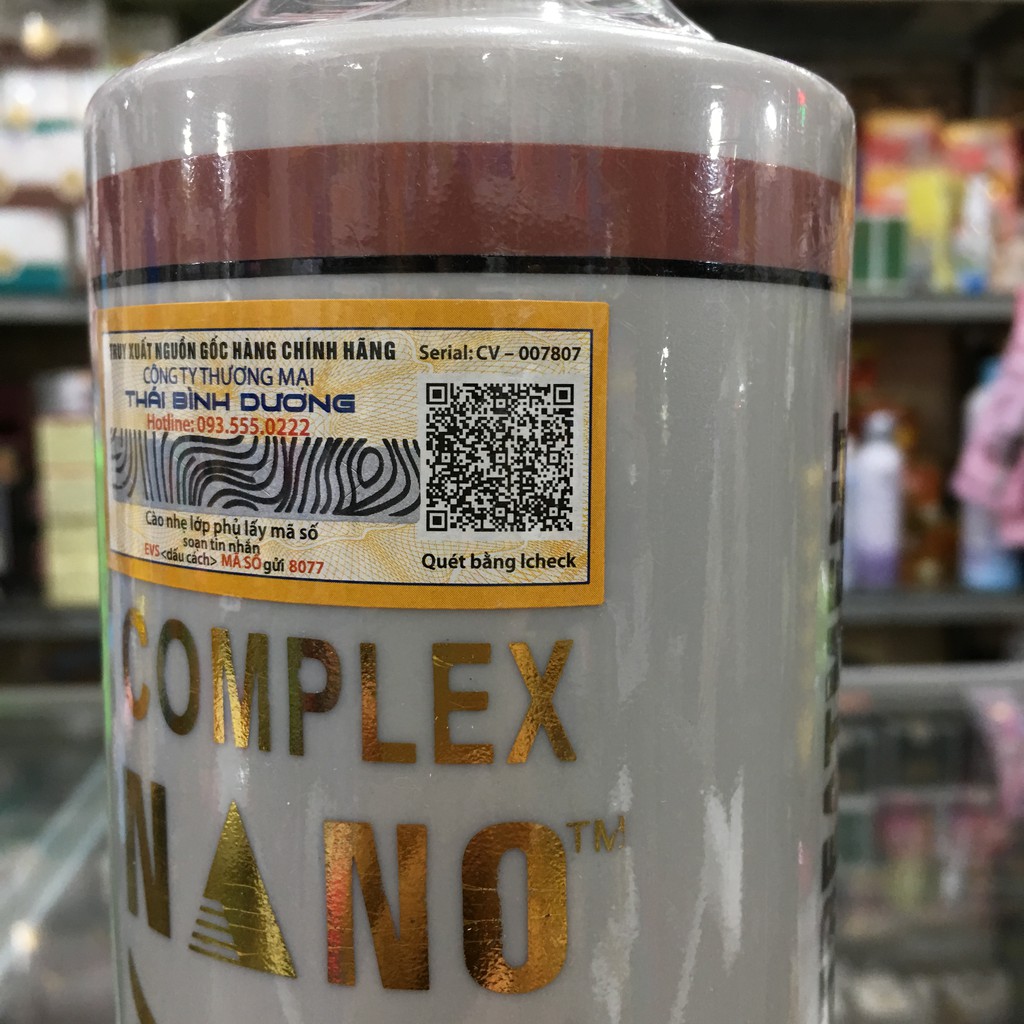 TRUY XUẤT NGUỒN GỐC HÀNG CHÍNH HÃNG
CÔNG TY THƯƠNG MẠI
THÁI BÌNH DƯƠNG
Hotline: 093.555.0222
Cào nhẹ lớp phủ lấy mã số
soạn tin nhắn
EVS <dấu cách> MÃ SỐ gửi 8077
Serial: CV – 007807
Quét bằng Icheck
COMPLEX
NANO™